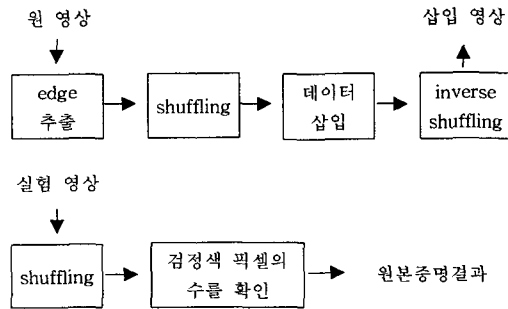 원 영상
삽입 영상
edge
추출
shuffling
데이터
삽입
inverse
shuffling
실험 영상
shuffling
검정색 픽셀의
수를 확인
원본증명결과